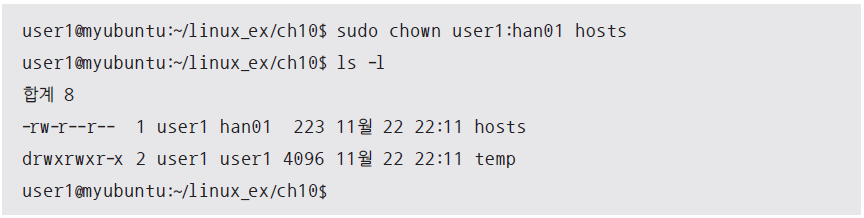 user1@myubuntu:~/linux_ex/ch10$ sudo chown user1:han01 hosts
user1@myubuntu:~/linux_ex/ch10$ ls -l
합계 8
-rw-r--r-- 1 user1 han01 223 11월 22 22:11 hosts
drwxrwxr-x 2 user1 user1 4096 11월 22 22:11 temp
user1@myubuntu:~/linux_ex/ch10$